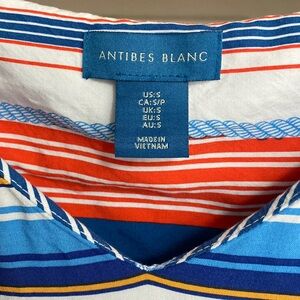 ANTIBES BLANC
US:S
CA:S/P
UK:S
EU:S
AU:S
MADE IN
VIETNAM